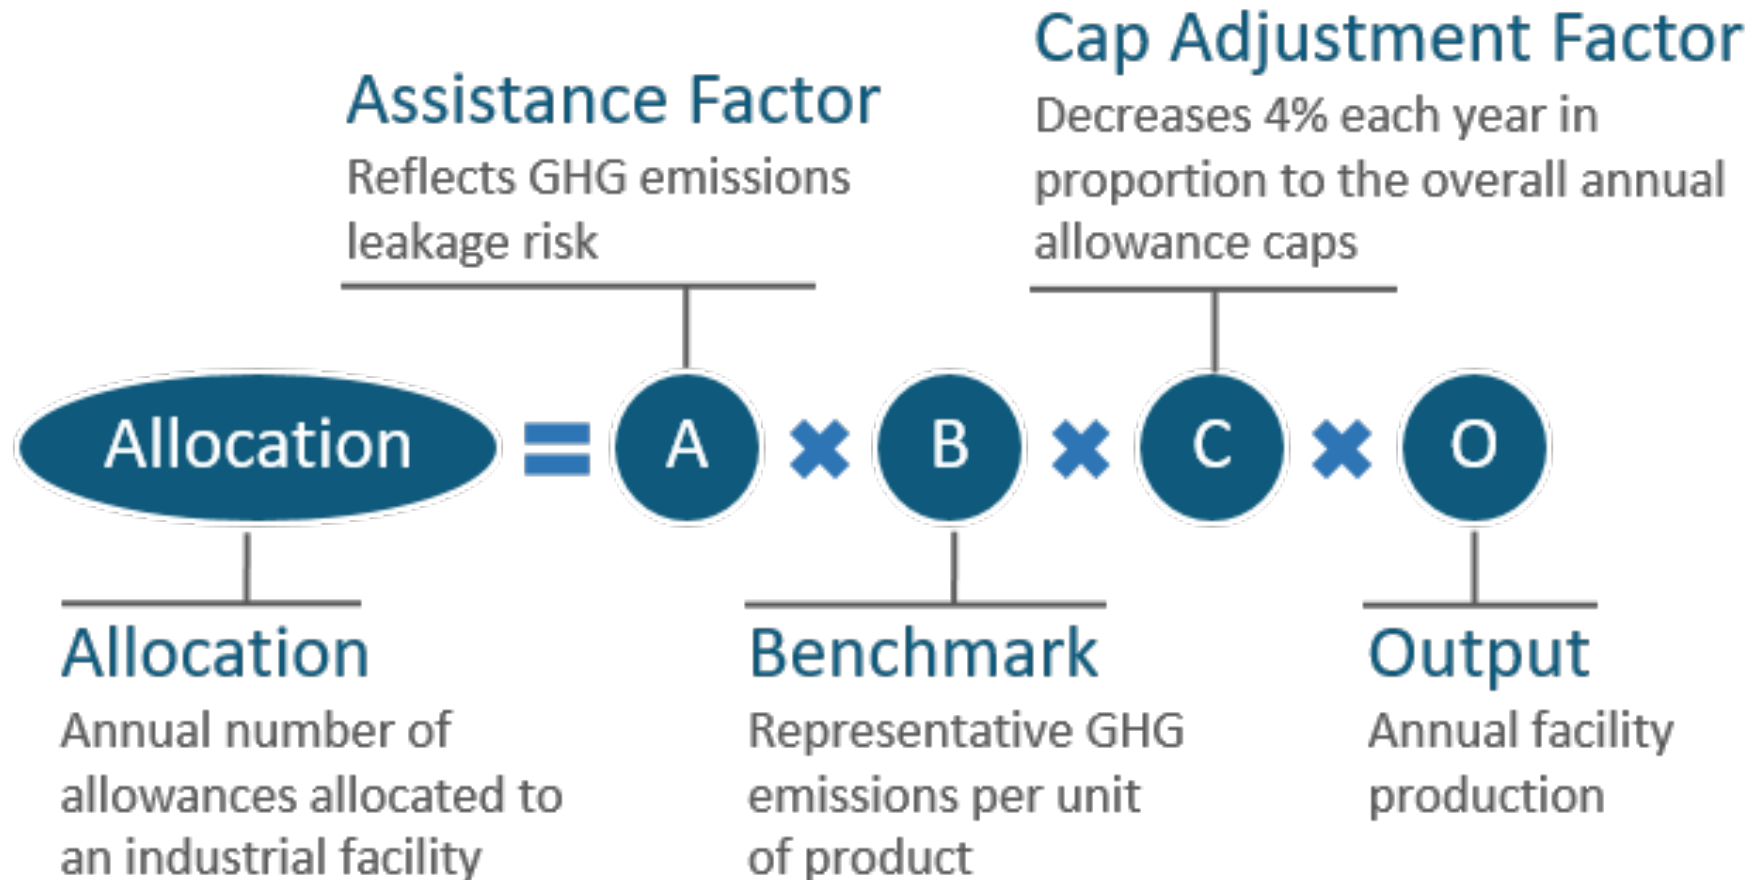 Cap Adjustment Factor
Decreases 4% each year in
proportion to the overall annual
allowance caps
Assistance Factor
Reflects GHG emissions
leakage risk
Allocation = A × B × C × O
Allocation
Annual number of
allowances allocated to
an industrial facility
Benchmark
Representative GHG
emissions per unit
of product
Output
Annual facility
production